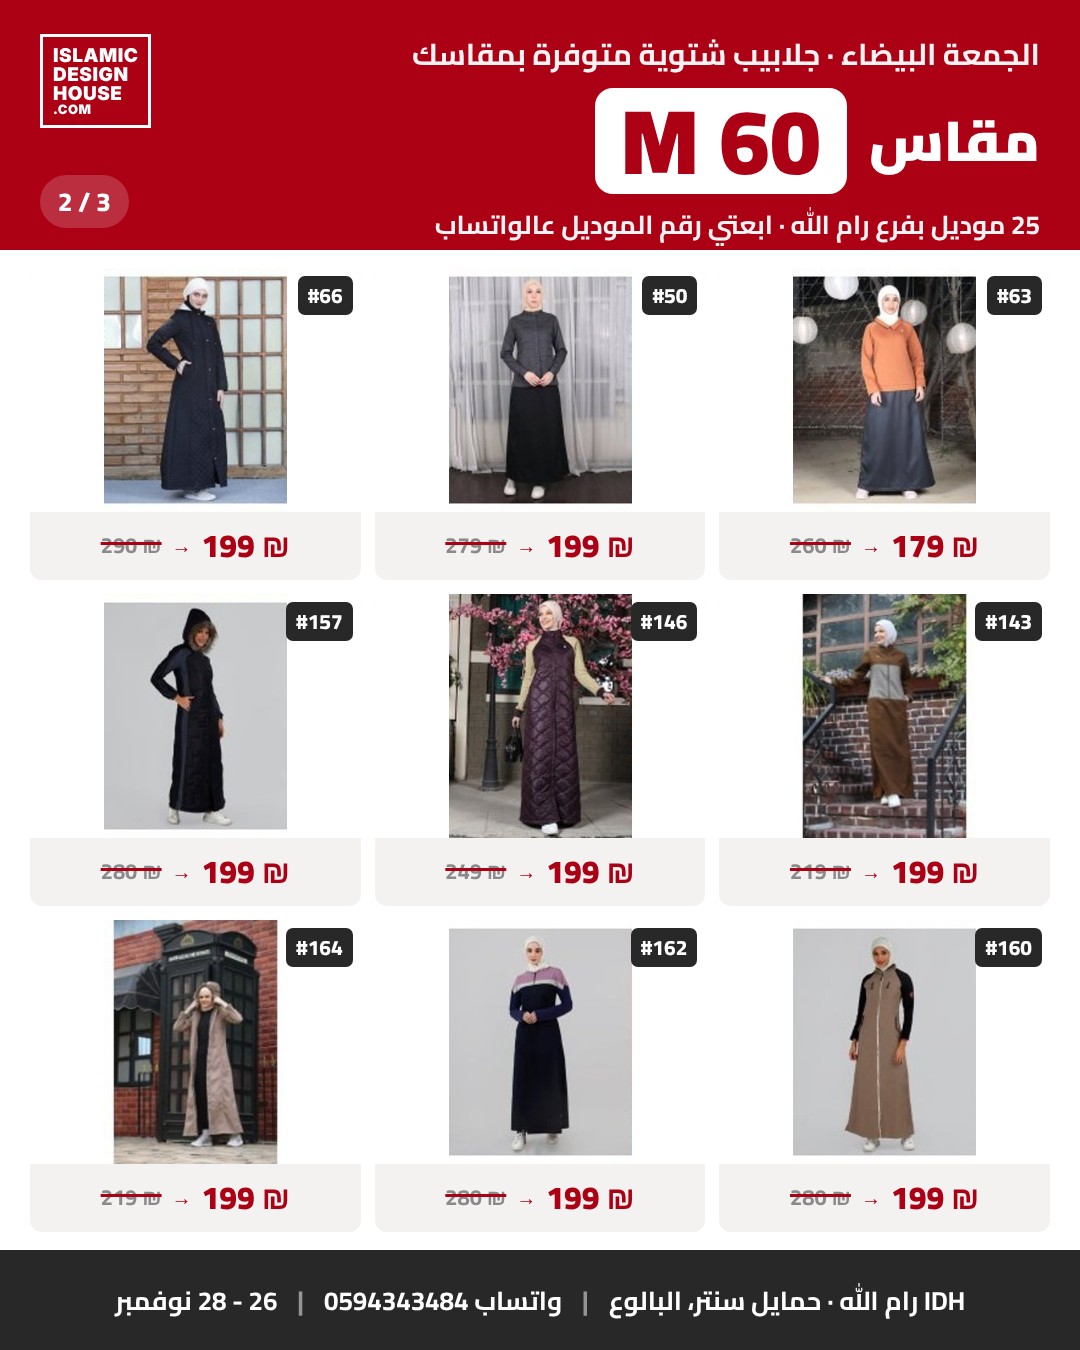 ISLAMIC
DESIGN
HOUSE
.COM
الجمعة البيضاء · جلابيب شتوية متوفرة بمقاسك
مقاس M 60
2 / 3
25 موديل بفرع رام الله · ابعتي رقم الموديل عالواتساب
#63
#50
#66
260 ₪ → 179 ₪
279 ₪ → 199 ₪
290 ₪ → 199 ₪
#143
#146
#157
219 ₪ → 199 ₪
249 ₪ → 199 ₪
280 ₪ → 199 ₪
#160
#162
#164
280 ₪ → 199 ₪
280 ₪ → 199 ₪
219 ₪ → 199 ₪
IDH رام الله · حمايل سنتر، البالوع | واتساب 0594343484 | 26 - 28 نوفمبر